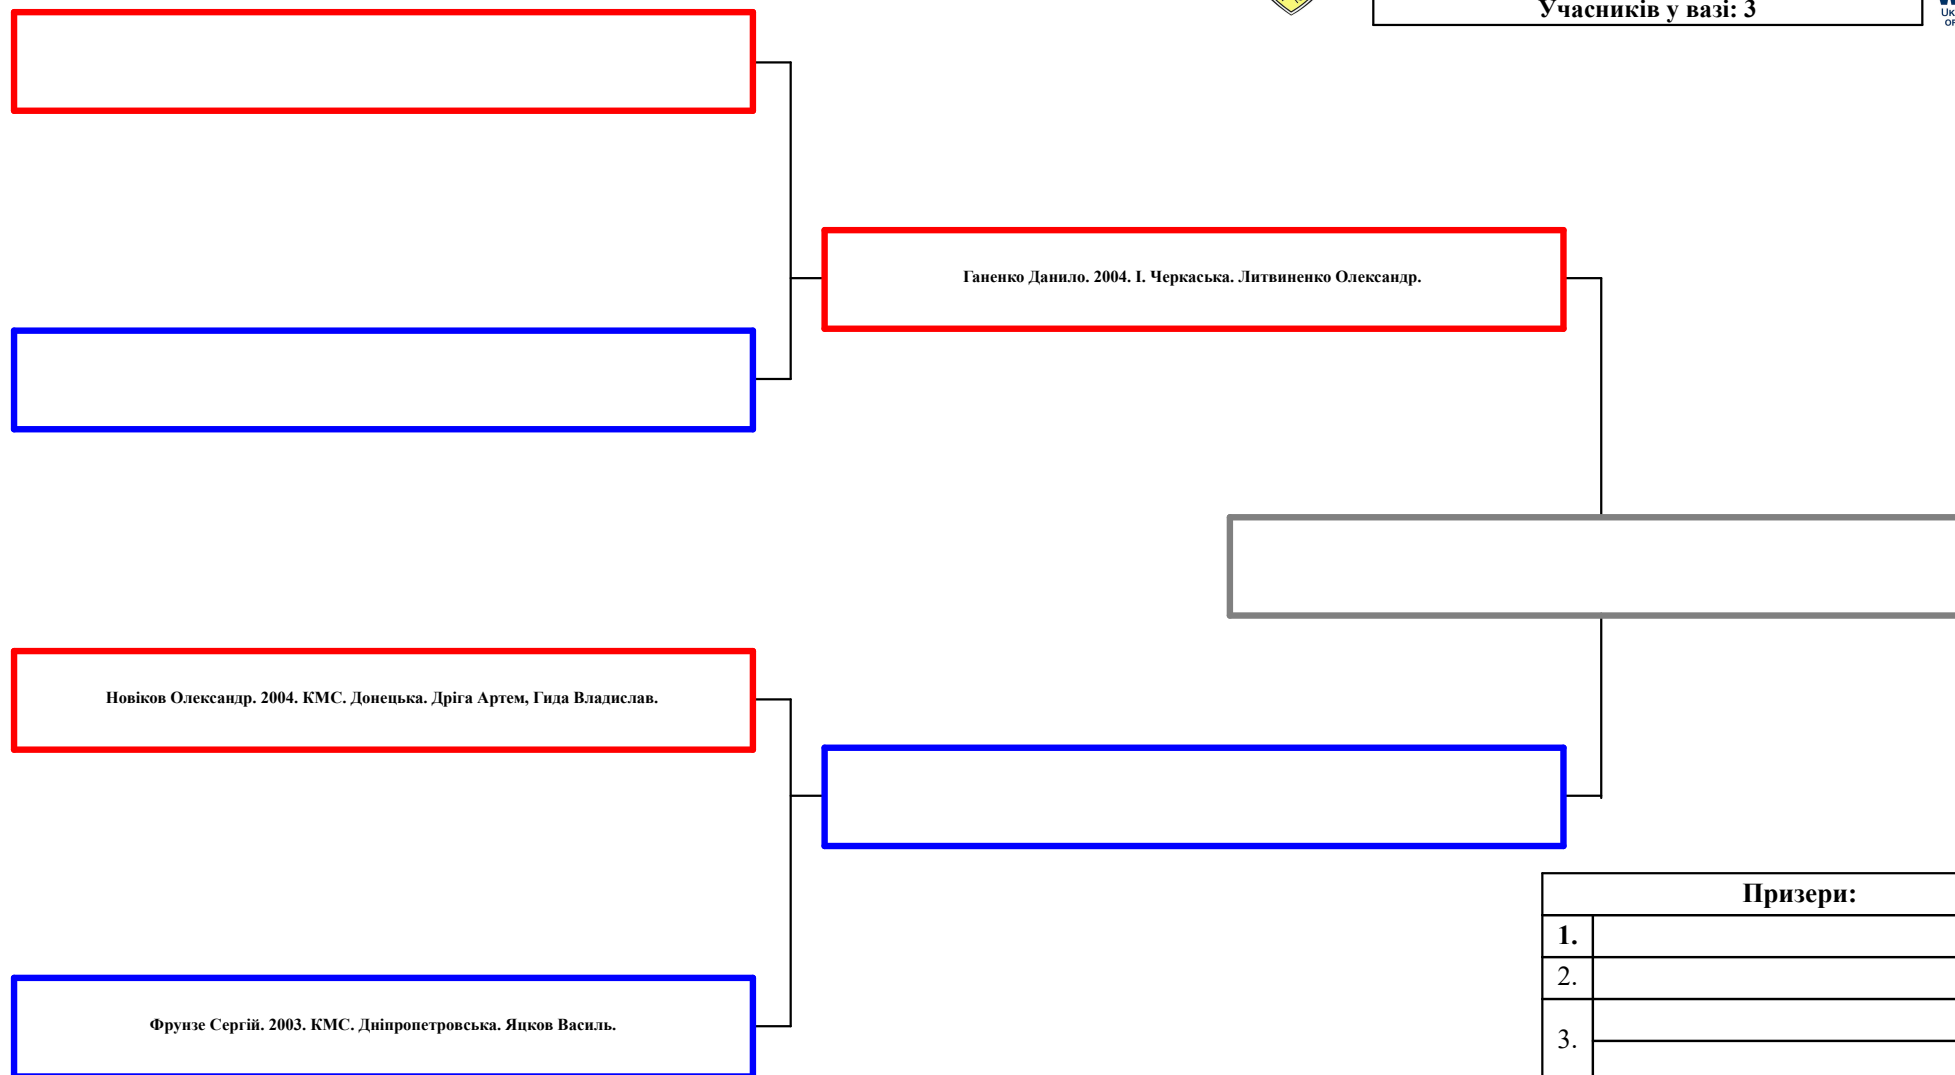 Учасників у вазі: 3
Ганенко Данило. 2004. І. Черкаська. Литвиненко Олександр.
Новіков Олександр. 2004. КМС. Донецька. Дріга Артем, Гида Владислав.
Фрунзе Сергій. 2003. КМС. Дніпропетровська. Яцков Василь.
Призери:
1.
2.
3.